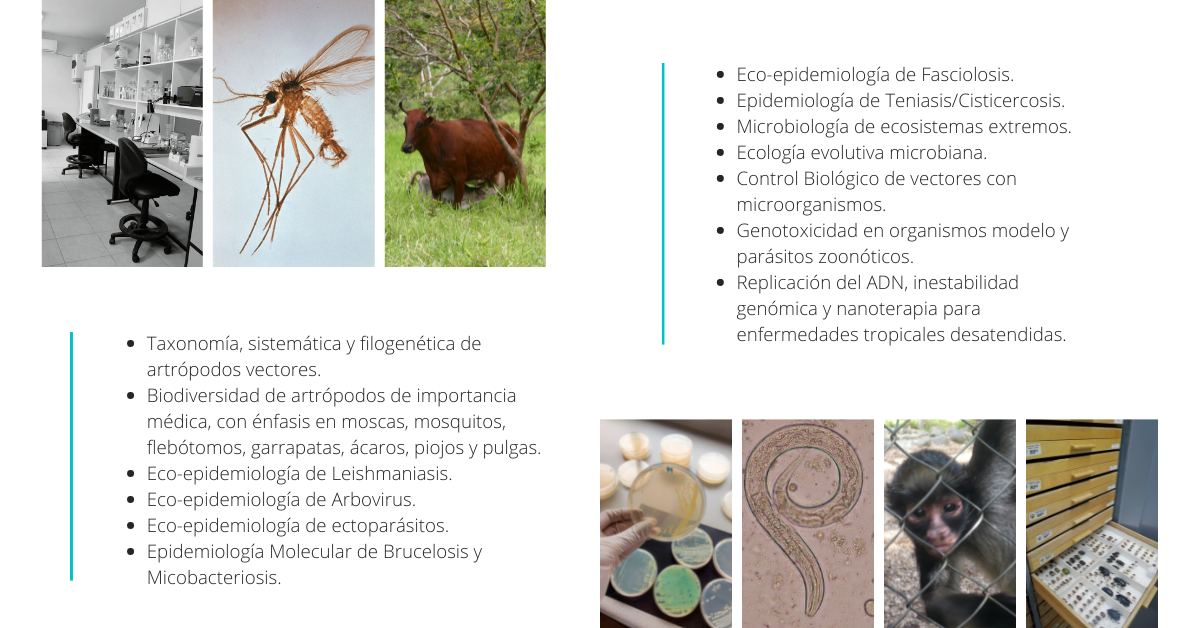 Taxonomía, sistemática y filogenética de
artrópodos vectores.
Biodiversidad de artrópodos de importancia
médica, con énfasis en moscas, mosquitos,
flebótomos, garrapatas, ácaros, piojos y pulgas.
Eco-epidemiología de Leishmaniasis.
Eco-epidemiología de Arbovirus.
Eco-epidemiología de ectoparásitos.
Epidemiología Molecular de Brucelosis y
Micobacteriosis.
Eco-epidemiología de Fasciolosis.
Epidemiología de Teniasis/Cisticercosis.
Microbiología de ecosistemas extremos.
Ecología evolutiva microbiana.
Control Biológico de vectores con
microorganismos.
Genotoxicidad en organismos modelo y
parásitos zoonóticos.
Replicación del ADN, inestabilidad
genómica y nanoterapia para
enfermedades tropicales desatendidas.